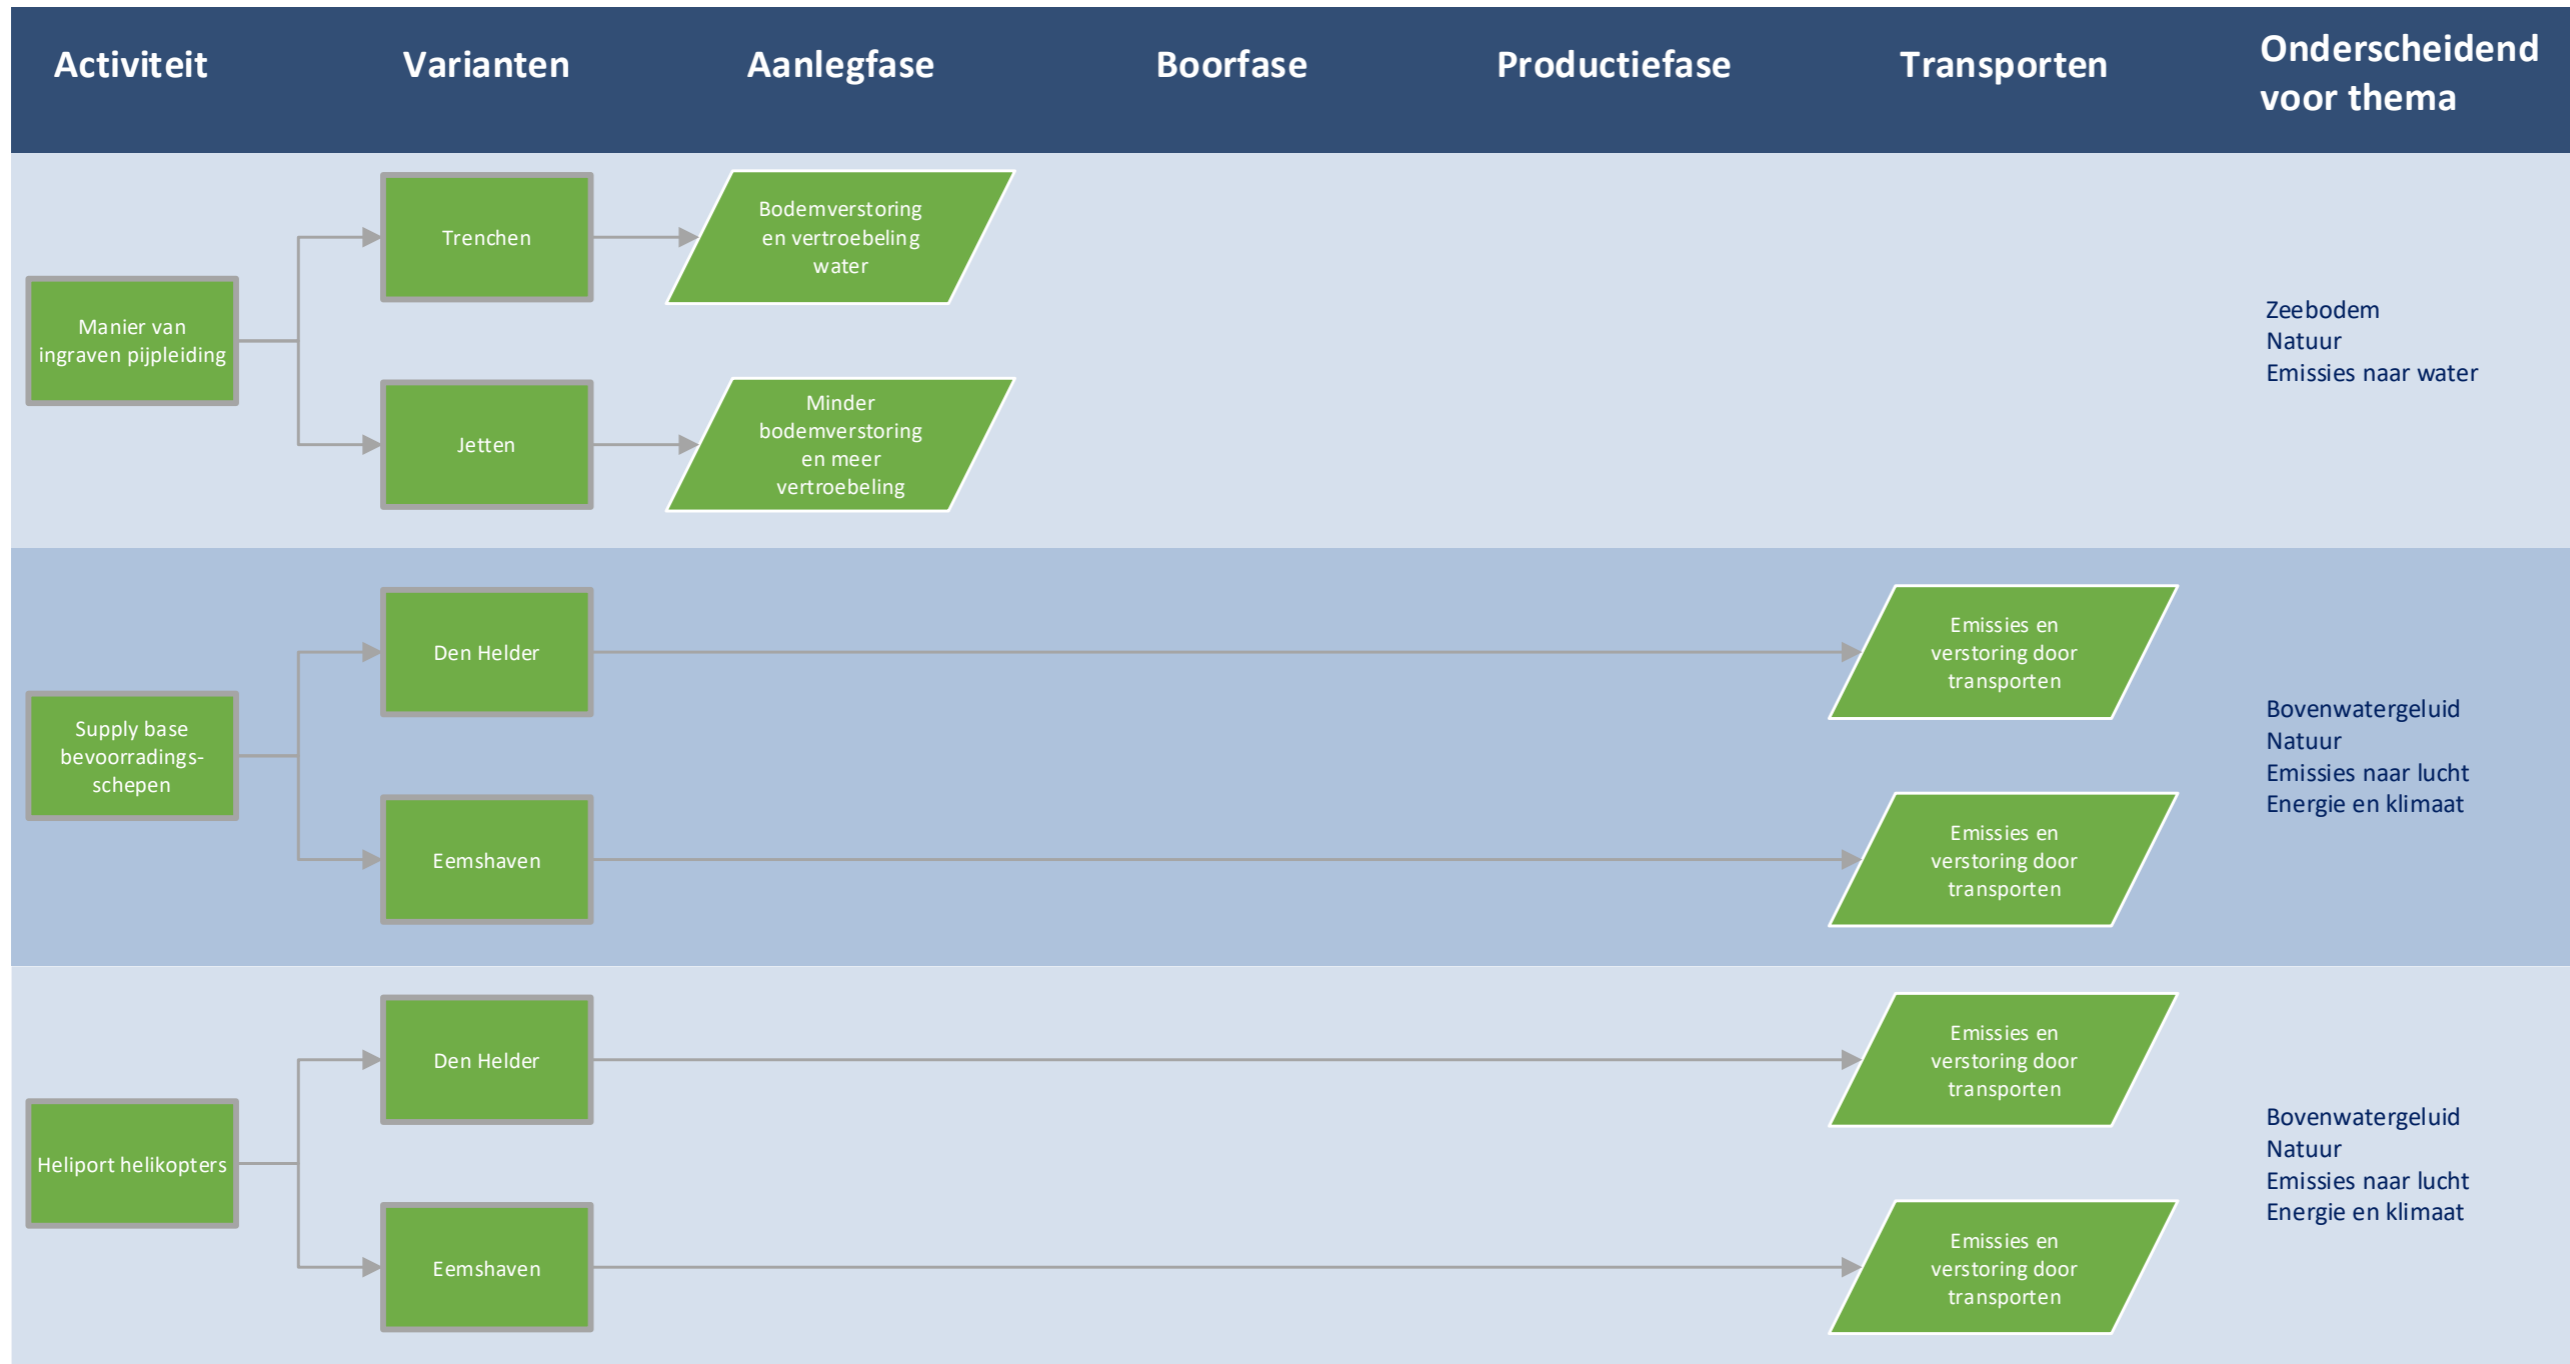 Activiteit
Varianten
Aanlegfase
Boorfase
Productiefase
Transporten
Onderscheidend
voor thema
Manier van
ingraven pijpleiding
Trenchen
Bodemverstoring
en vertroebeling
water
Jetten
Minder
bodemverstoring
en meer
vertroebeling
Zeebodem
Natuur
Emissies naar water
Supply base
bevoorradings-
schepen
Den Helder
Emissies en
verstoring door
transporten
Eemshaven
Emissies en
verstoring door
transporten
Bovenwatergeluid
Natuur
Emissies naar lucht
Energie en klimaat
Heliport helikopters
Den Helder
Emissies en
verstoring door
transporten
Eemshaven
Emissies en
verstoring door
transporten
Bovenwatergeluid
Natuur
Emissies naar lucht
Energie en klimaat